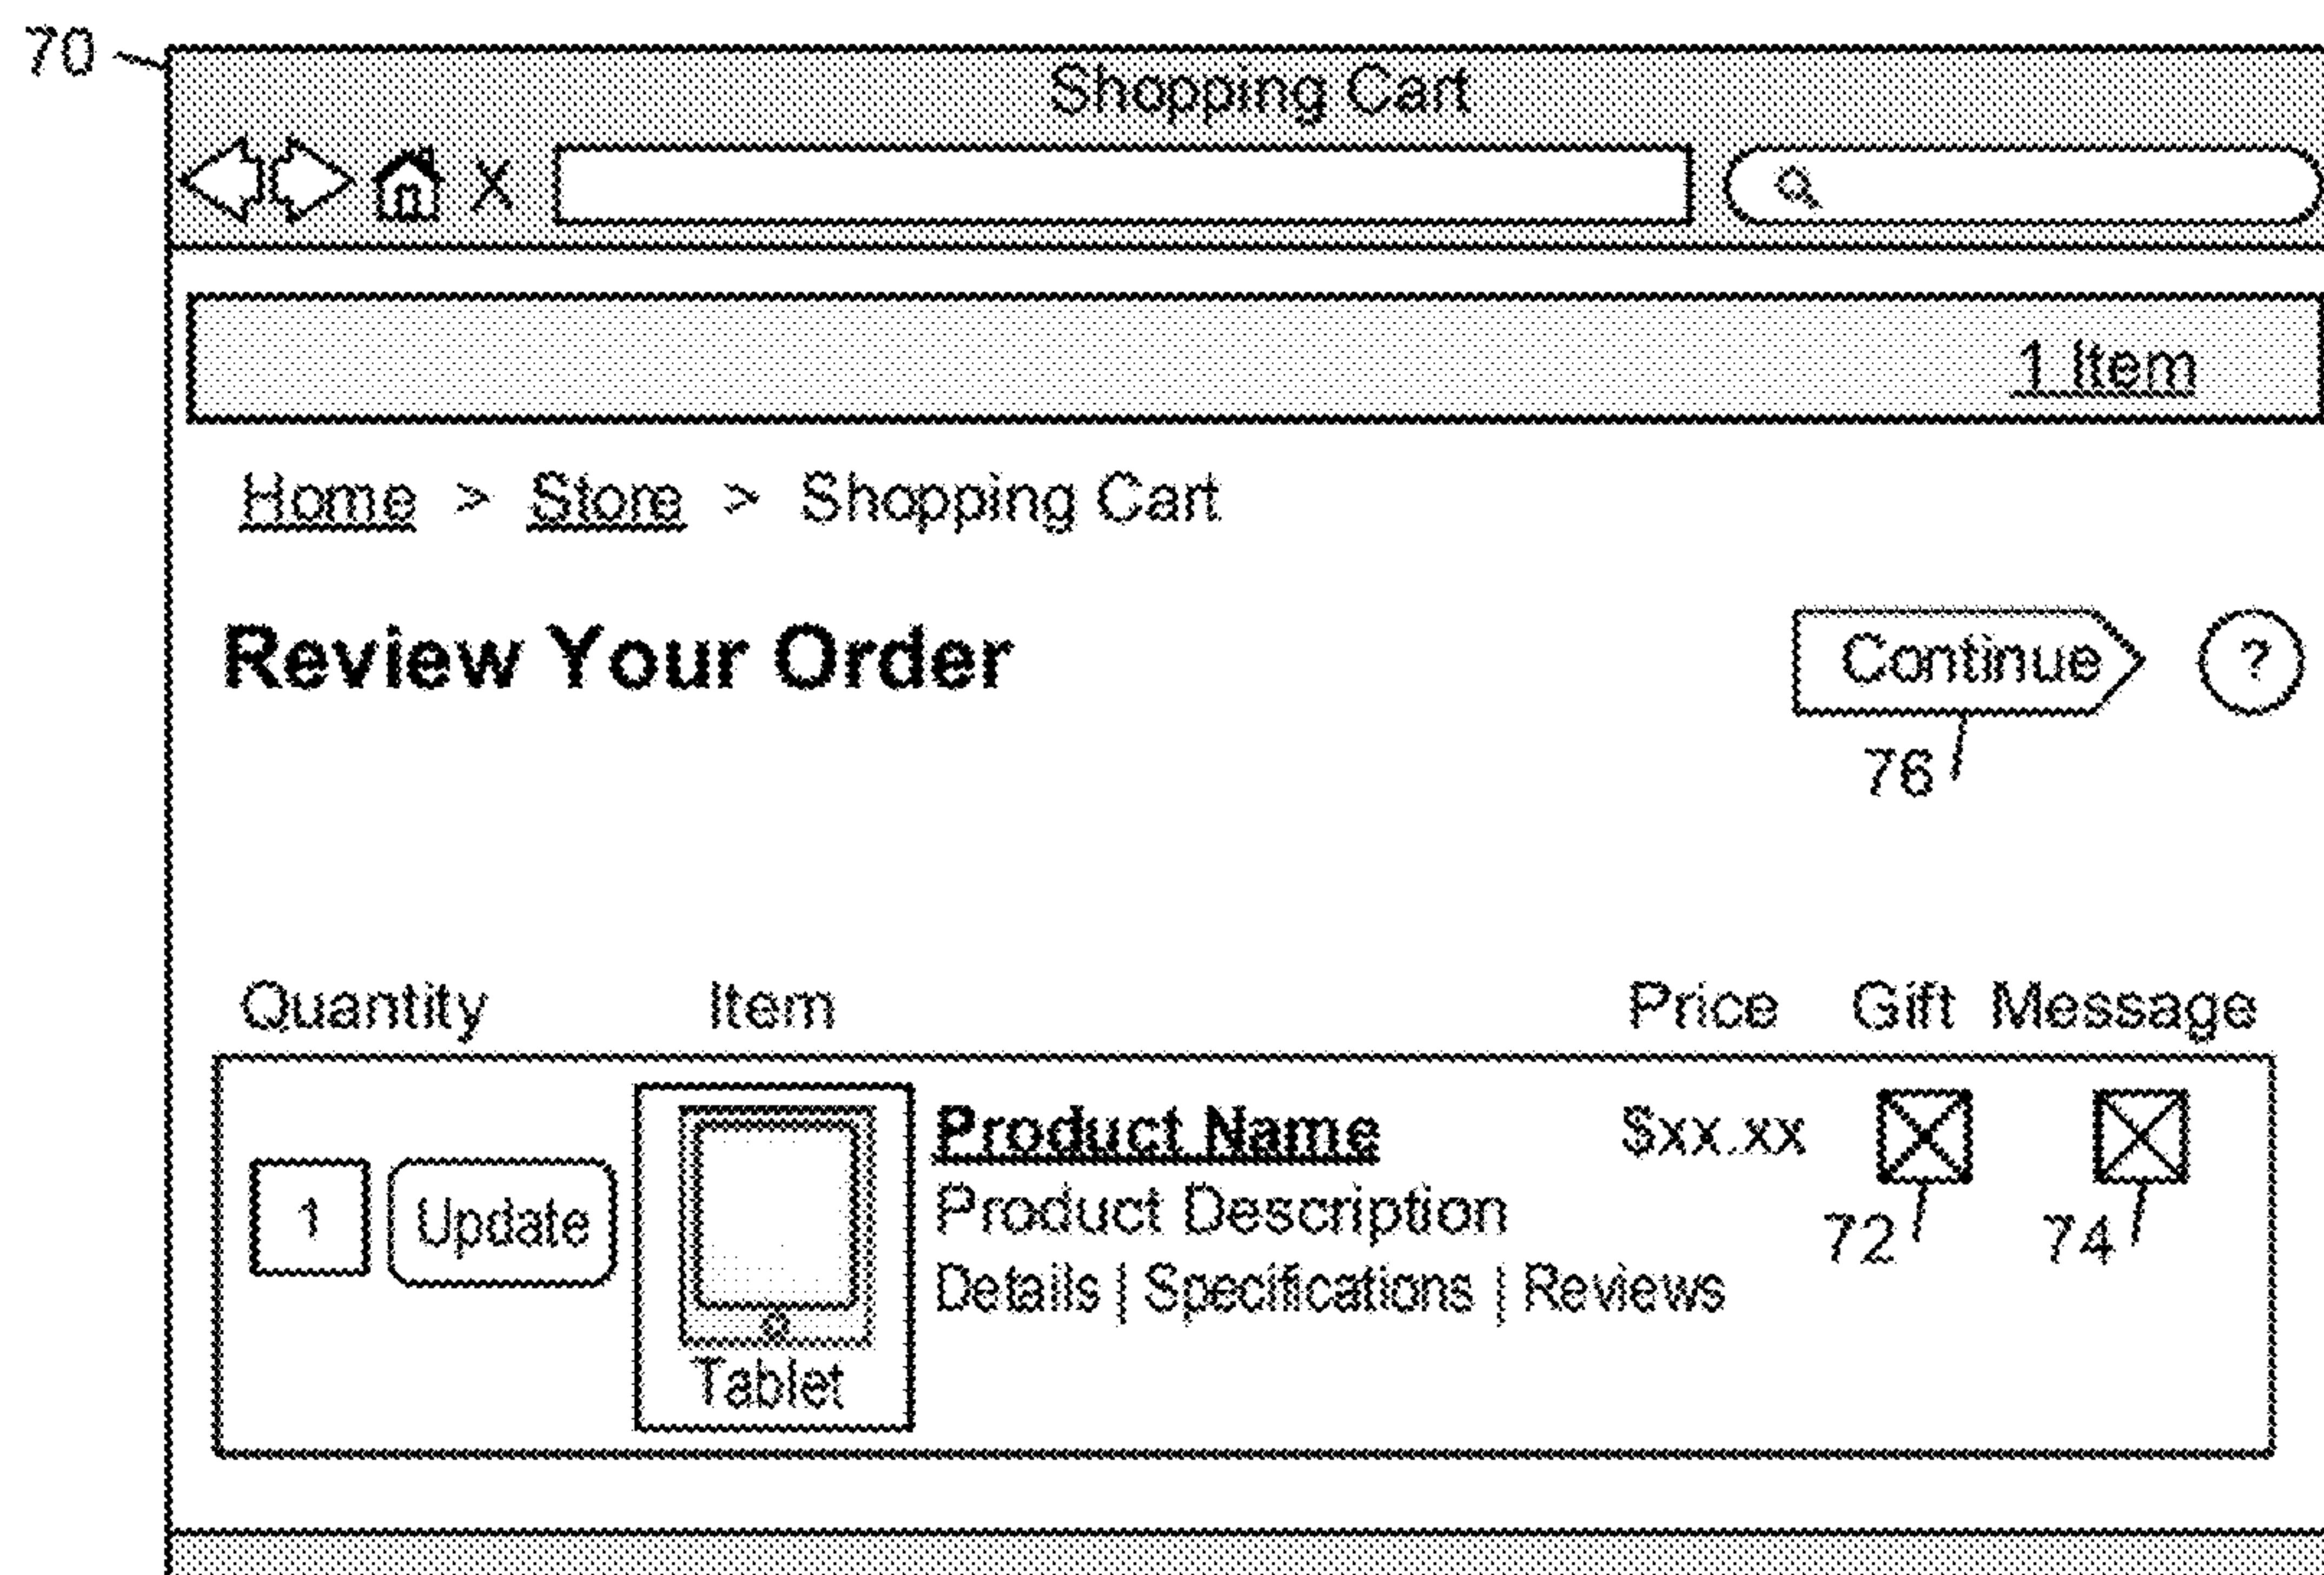 70
Shopping Cart
X
1 Item
Home > Store > Shopping Cart
Review Your Order
Continue
?
76
Quantity Item Price Gift Message
Product Name $xx.xx
1 Update Product Description 72 74
Details | Specifications | Reviews
Tablet